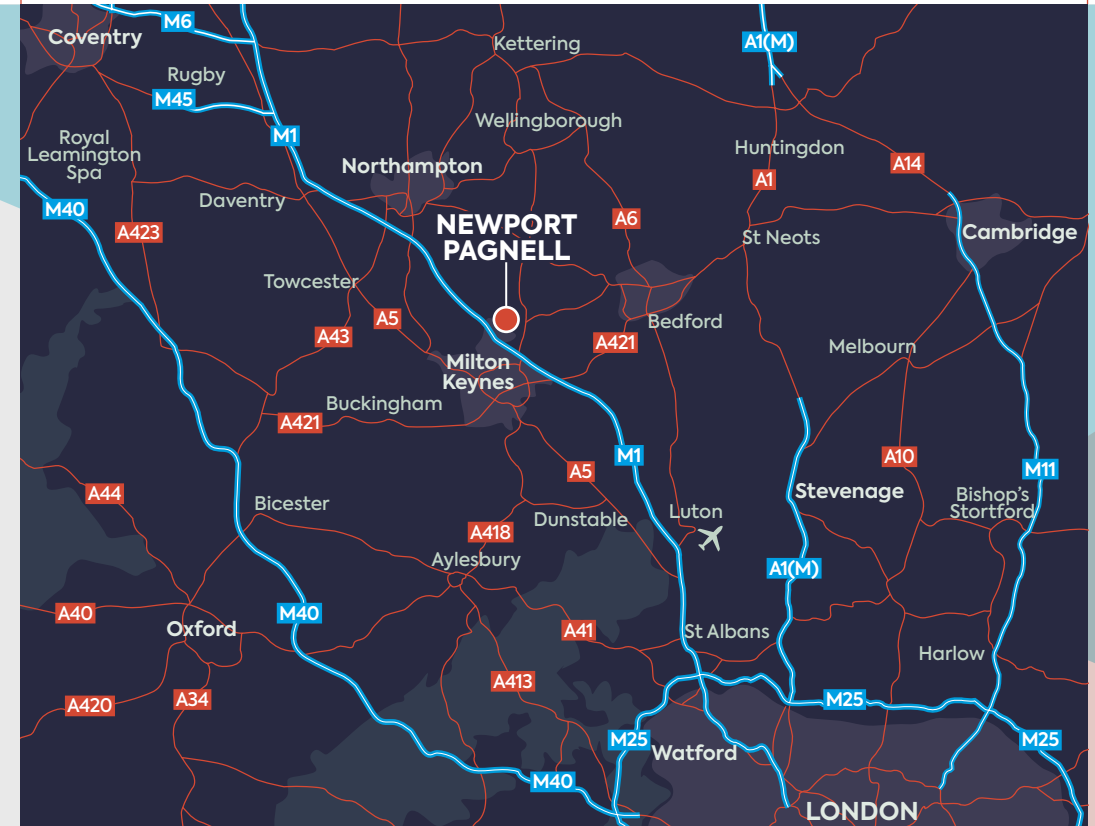 M6
Coventry
A1(M)
Kettering
Rugby
M45
Wellingborough
M1
Royal
Leamington
Spa
Huntingdon
Northampton
A14
A1
Daventry
M40
A423
NEWPORT
PAGNELL
A6
St Neots
Cambridge
Towcester
A5
Bedford
A43
A421
Melbourn
Milton
Keynes
Buckingham
A421
M1
A10
A5
M11
A44
Stevenage
Bishop's
Stortford
Bicester
Luton
Dunstable
A418
Aylesbury
A1(M)
A40
M40
Oxford
A41
St Albans
Harlow
A413
A420
A34
M25
M25
Watford
M25
M40
LONDON